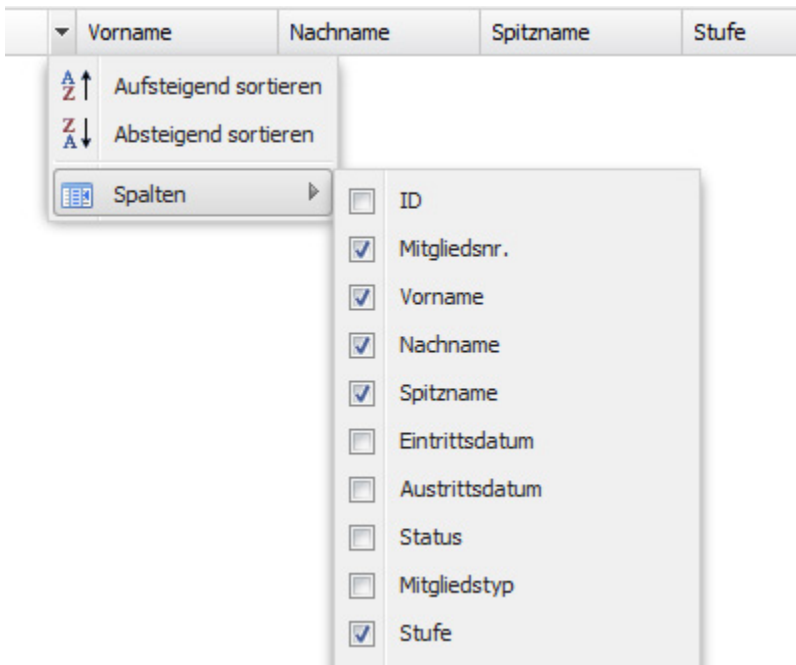 Vorname Nachname Spitzname Stufe
Aufsteigend sortieren
Absteigend sortieren
Spalten
ID
Mitgliedsnr.
Vorname
Nachname
Spitzname
Eintrittsdatum
Austrittsdatum
Status
Mitgliedstyp
Stufe